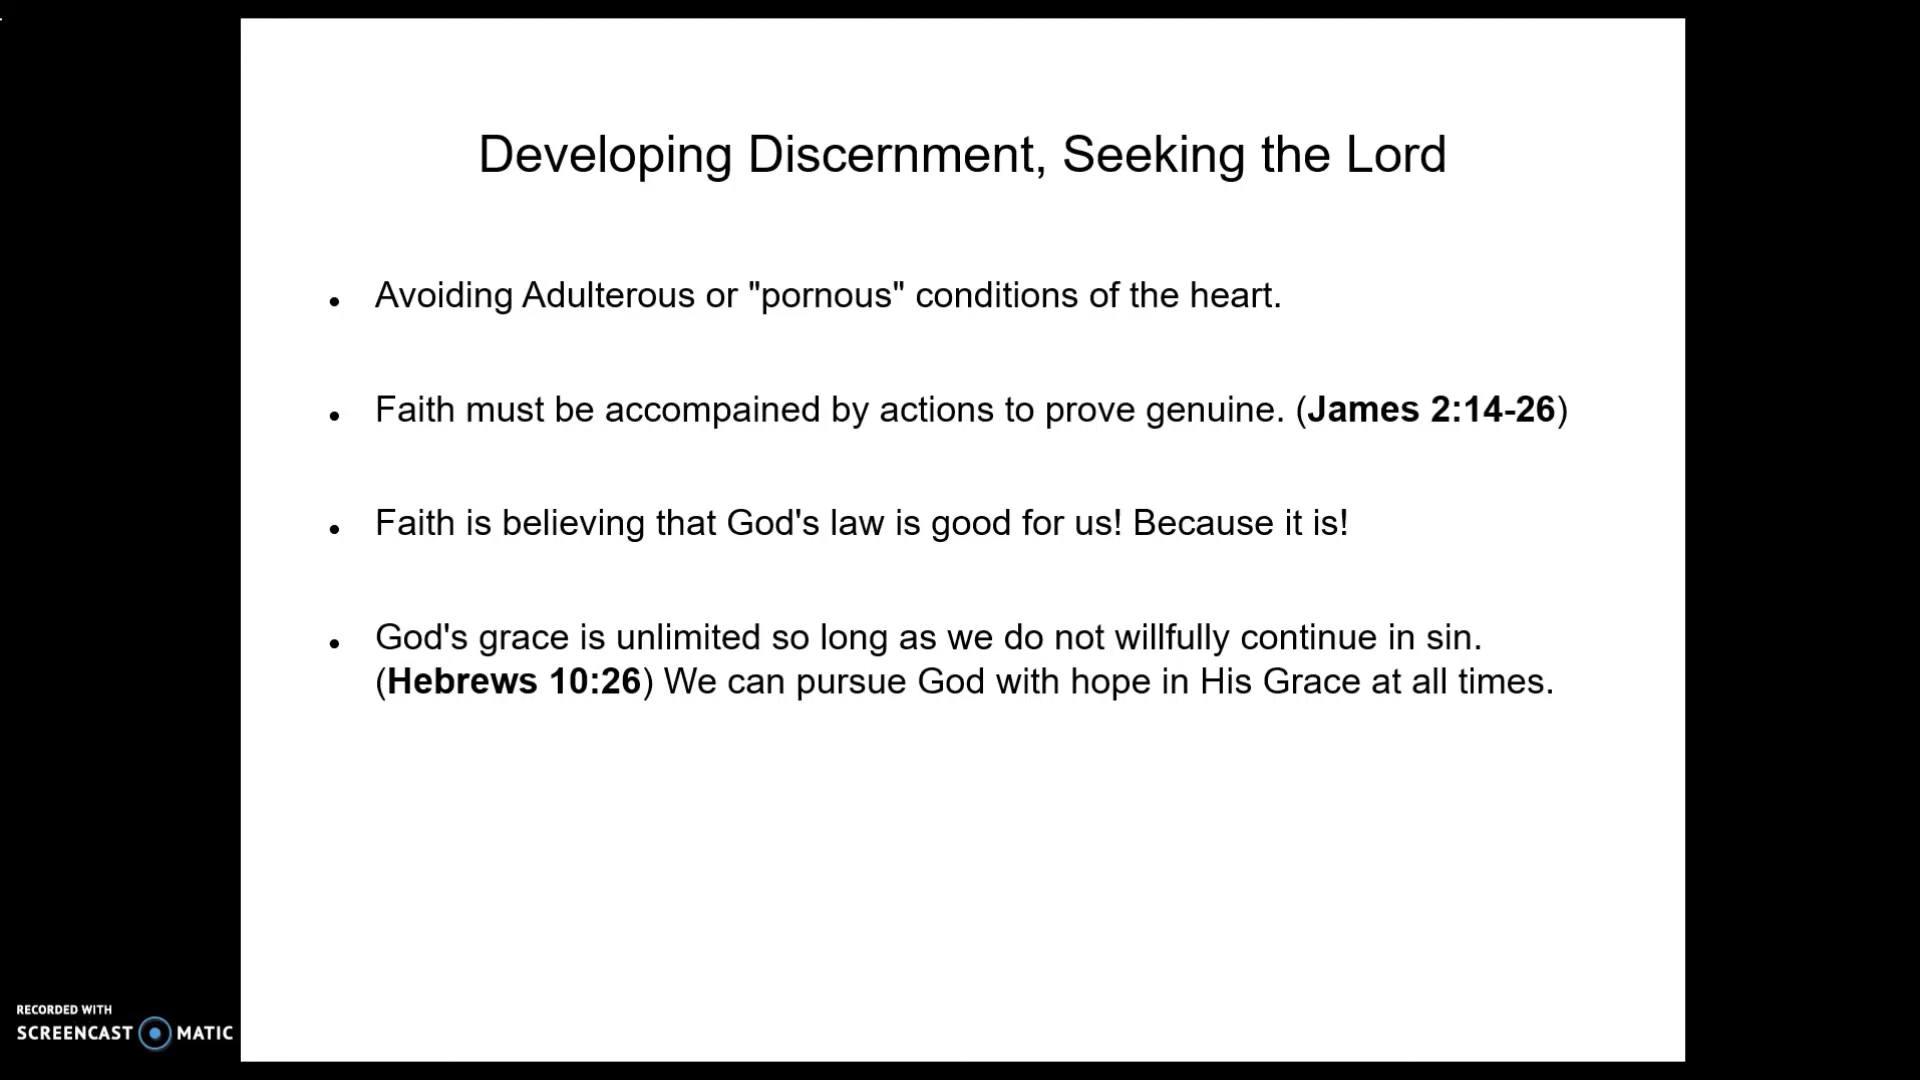 Developing Discernment, Seeking the Lord
• Avoiding Adulterous or "pornous" conditions of the heart.
• Faith must be accompained by actions to prove genuine. (James 2:14-26)
• Faith is believing that God's law is good for us! Because it is!
• God's grace is unlimited so long as we do not willfully continue in sin.
(Hebrews 10:26) We can pursue God with hope in His Grace at all times.
RECORDED WITH
SCREENCAST MATIC